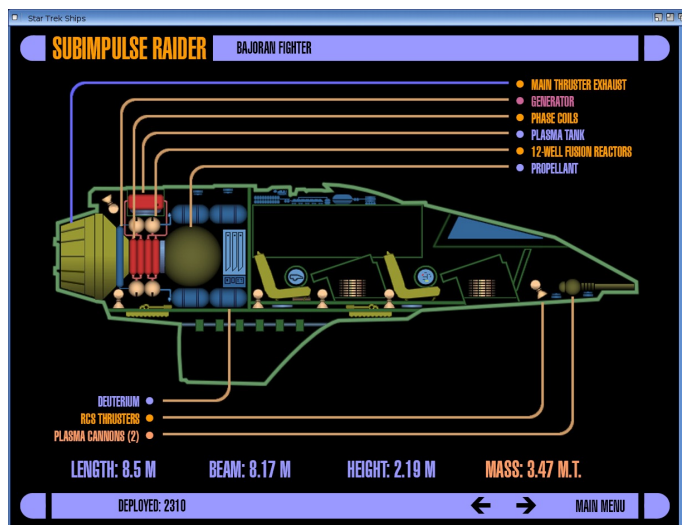 Star Trek Ships
SUBIMPULSE RAIDER
BAJORAN FIGHTER
MAIN THRUSTER EXHAUST
GENERATOR
PHASE COILS
PLASMA TANK
12-WELL FUSION REACTORS
PROPELLANT
DEUTERIUM
RCS THRUSTERS
PLASMA CANNONS (2)
LENGTH: 8.5 M BEAM: 8.17 M HEIGHT: 2.19 M MASS: 3.47 M.T.
DEPLOYED: 2310 MAIN MENU